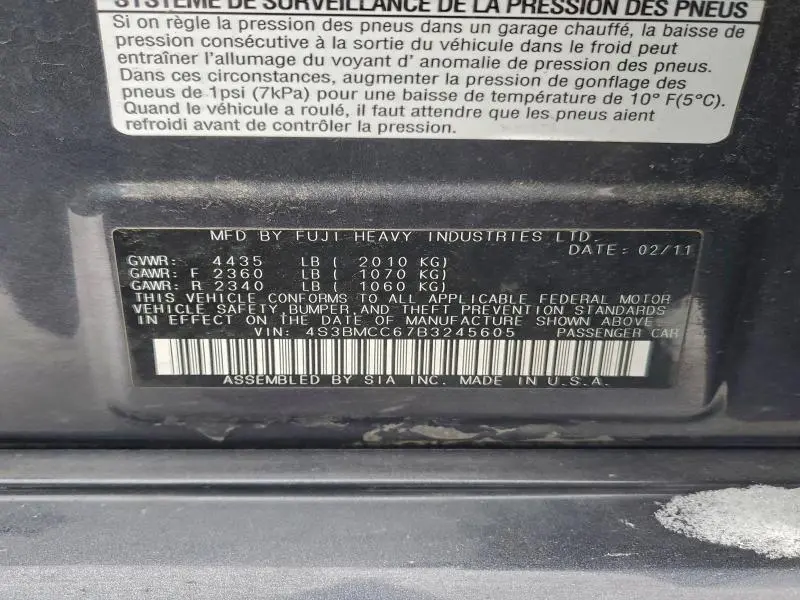 SYSTÈME DE SURVEILLANCE DE LA PRESSION DES PNEUS
Si on règle la pression des pneus dans un garage chauffé, la baisse de
pression consécutive à la sortie du véhicule dans le froid peut
entraîner l'allumage du voyant d' anomalie de pression des pneus.
Dans ces circonstances, augmenter la pression de gonflage des
pneus de 1psi (7kPa) pour une baisse de température de 10° F(5°C).
Quand le véhicule a roulé, il faut attendre que les pneus aient
refroidi avant de contrôler la pression.
MFD BY FUJI HEAVY INDUSTRIES LTD.
DATE: 02/11
GVWR: 4435 LB ( 2010 KG)
GAWR: F 2360 LB ( 1070 KG)
GAWR: R 2340 LB ( 1060 KG)
THIS VEHICLE CONFORMS TO ALL APPLICABLE FEDERAL MOTOR
VEHICLE SAFETY, BUMPER, AND THEFT PREVENTION STANDARDS
IN EFFECT ON THE DATE OF MANUFACTURE SHOWN ABOVE
VIN: 4S3BMCC67B3245605 PASSENGER CAR
ASSEMBLED BY SIA INC. MADE IN U.S.A.